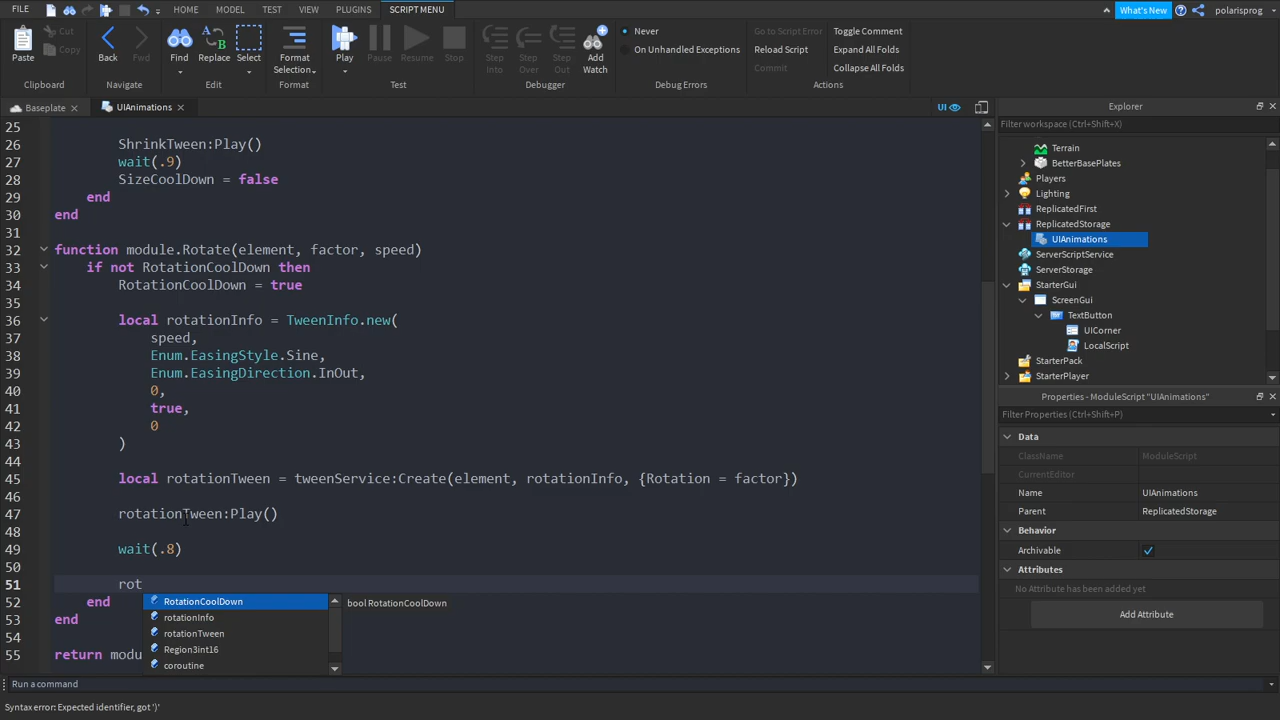 FILE
HOME
MODEL
TEST
VIEW
PLUGINS
SCRIPT MENU
What's New
polarisprog
Paste
Cut
Copy
Clipboard
Back
Fwd
Navigate
Find
Replace
Select
Edit
Format
Selection
Format
Play
Pause
Resume
Stop
Test
Step
Into
Step
Over
Step
Out
Add
Watch
Debugger
Never
On Unhandled Exceptions
Debug Errors
Go to Script Error
Reload Script
Commit
Toggle Comment
Expand All Folds
Collapse All Folds
Actions
Baseplate
UIAnimations
UI
25
26 ShrinkTween:Play()
27 wait(.9)
28 SizeCoolDown = false
29 end
30 end
31
32 function module.Rotate(element, factor, speed)
33 if not RotationCoolDown then
34 RotationCoolDown = true
35
36 local rotationInfo = TweenInfo.new(
37 speed,
38 Enum.EasingStyle.Sine,
39 Enum.EasingDirection.InOut,
40 0,
41 true,
42 0
43 )
44
45 local rotationTween = tweenService:Create(element, rotationInfo, {Rotation = factor})
46
47 rotationTween:Play()
48
49 wait(.8)
50
51 rot
52 end
53 end
54
55 return modu
RotationCoolDown
rotationInfo
rotationTween
Region3int16
coroutine
bool RotationCoolDown
Explorer
Filter workspace (Ctrl+Shift+X)
Terrain
BetterBasePlates
Players
Lighting
ReplicatedFirst
ReplicatedStorage
UIAnimations
ServerScriptService
ServerStorage
StarterGui
ScreenGui
TextButton
UICorner
LocalScript
StarterPack
StarterPlayer
Properties - ModuleScript "UIAnimations"
Filter Properties (Ctrl+Shift+P)
Data
ClassName ModuleScript
CurrentEditor
Name UIAnimations
Parent ReplicatedStorage
Behavior
Archivable
Attributes
No Attribute has been added yet
Add Attribute
Run a command
Syntax error: Expected identifier, got ')'